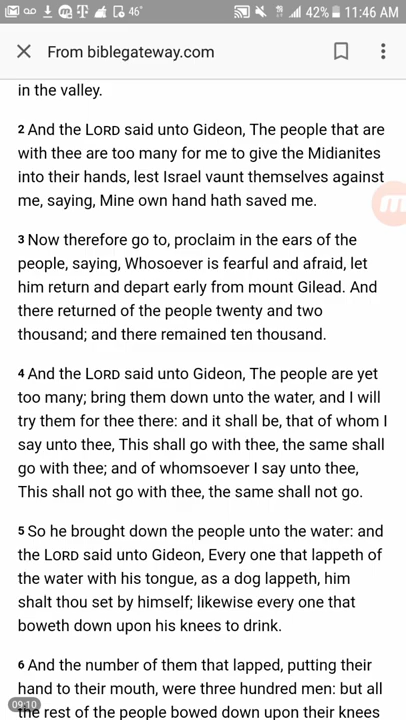 46° 42% 11:46 AM
From biblegateway.com
in the valley.
2 And the LORD said unto Gideon, The people that are
with thee are too many for me to give the Midianites
into their hands, lest Israel vaunt themselves against
me, saying, Mine own hand hath saved me.
3 Now therefore go to, proclaim in the ears of the
people, saying, Whosoever is fearful and afraid, let
him return and depart early from mount Gilead. And
there returned of the people twenty and two
thousand; and there remained ten thousand.
4 And the LORD said unto Gideon, The people are yet
too many; bring them down unto the water, and I will
try them for thee there: and it shall be, that of whom I
say unto thee, This shall go with thee, the same shall
go with thee; and of whomsoever I say unto thee,
This shall not go with thee, the same shall not go.
5 So he brought down the people unto the water: and
the LORD said unto Gideon, Every one that lappeth of
the water with his tongue, as a dog lappeth, him
shalt thou set by himself; likewise every one that
boweth down upon his knees to drink.
6 And the number of them that lapped, putting their
hand to their mouth, were three hundred men: but all
09:10
the rest of the people bowed down upon their knees